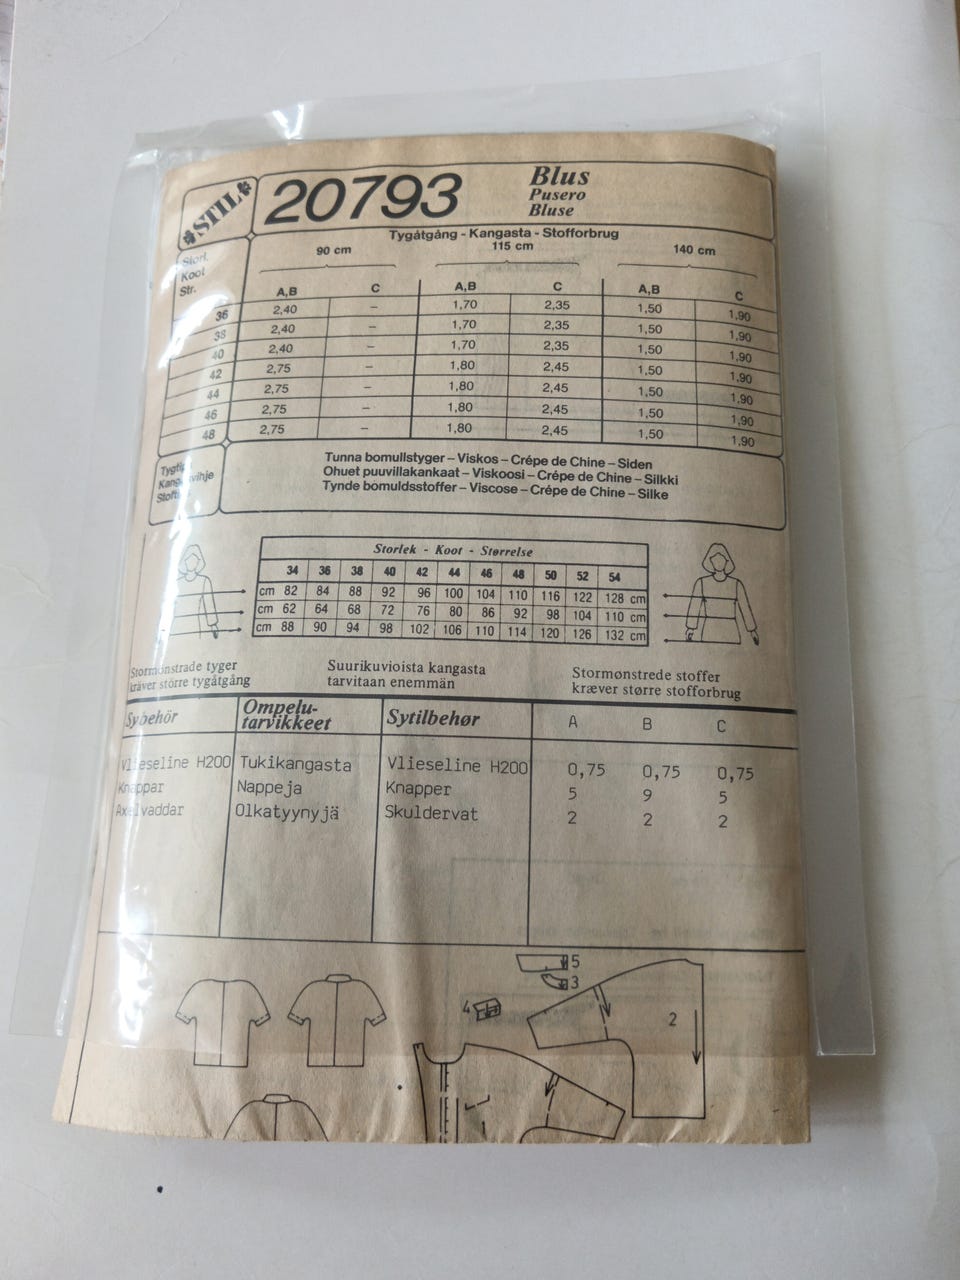 STIL
20793
Blus
Pusero
Bluse
Tygåtgång - Kangasta - Stofforbrug
Storl.
Koot
Str.
90 cm 115 cm 140 cm
A,B C A,B C A,B C
36 2,40 – 1,70 2,35 1,50 1,90
38 2,40 – 1,70 2,35 1,50 1,90
40 2,40 – 1,70 2,35 1,50 1,90
42 2,75 – 1,80 2,45 1,50 1,90
44 2,75 – 1,80 2,45 1,50 1,90
46 2,75 – 1,80 2,45 1,50 1,90
48 2,75 – 1,80 2,45 1,50 1,90
Tunna bomullstyger – Viskos – Crépe de Chine – Siden
Ohuet puuvillakankaat – Viskoosi – Crépe de Chine – Silkki
Tynde bomuldsstoffer – Viscose – Crépe de Chine – Silke
Storlek - Koot - Størrelse
34 36 38 40 42 44 46 48 50 52 54
cm 82 84 88 92 96 100 104 110 116 122 128 cm
cm 62 64 68 72 76 80 86 92 98 104 110 cm
cm 88 90 94 98 102 106 110 114 120 126 132 cm
Stormönstrade tyger
kräver större tygåtgång
Suurikuvioista kangasta
tarvitaan enemmän
Stormønstrede stoffer
kræver større stofforbrug
Sybehör
Ompelu-
tarvikkeet
Sytilbehør
A B C
Vlieseline H200 Tukikangasta Vlieseline H200 0,75 0,75 0,75
Knappar Nappeja Knapper 5 9 5
Axelvaddar Olkatyynyjä Skuldervat 2 2 2
5
3
4
2